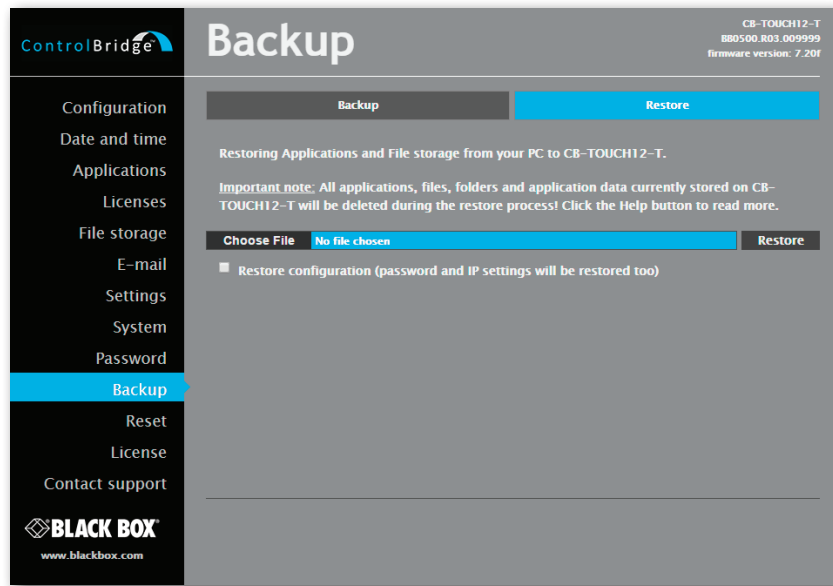 ControlBridge™
Backup
CB-TOUCH12-T
B80500.R03.009999
firmware version: 7.20f
Configuration
Date and time
Applications
Licenses
File storage
E-mail
Settings
System
Password
Backup
Reset
License
Contact support
BLACK BOX®
www.blackbox.com
Backup
Restore
Restoring Applications and File storage from your PC to CB-TOUCH12-T.
Important note: All applications, files, folders and application data currently stored on CB-
TOUCH12-T will be deleted during the restore process! Click the Help button to read more.
Choose File No file chosen Restore
Restore configuration (password and IP settings will be restored too)